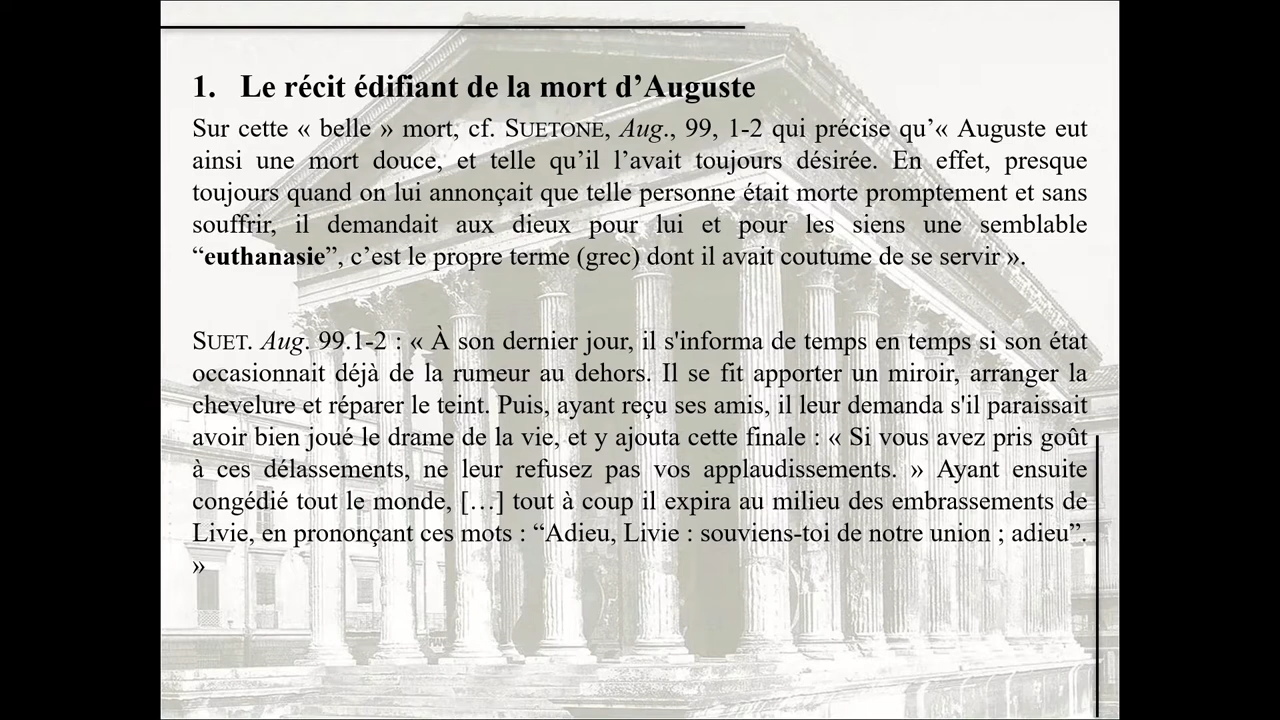 1. Le récit édifiant de la mort d’Auguste
Sur cette « belle » mort, cf. SUETONE, Aug., 99, 1-2 qui précise qu’« Auguste eut
ainsi une mort douce, et telle qu’il l’avait toujours désirée. En effet, presque
toujours quand on lui annonçait que telle personne était morte promptement et sans
souffrir, il demandait aux dieux pour lui et pour les siens une semblable
“euthanasie”, c’est le propre terme (grec) dont il avait coutume de se servir ».
SUET. Aug. 99.1-2 : « À son dernier jour, il s'informa de temps en temps si son état
occasionnait déjà de la rumeur au dehors. Il se fit apporter un miroir, arranger la
chevelure et réparer le teint. Puis, ayant reçu ses amis, il leur demanda s'il paraissait
avoir bien joué le drame de la vie, et y ajouta cette finale : « Si vous avez pris goût
à ces délassements, ne leur refusez pas vos applaudissements. » Ayant ensuite
congédié tout le monde, […] tout à coup il expira au milieu des embrassements de
Livie, en prononçant ces mots : “Adieu, Livie : souviens-toi de notre union ; adieu”.
»